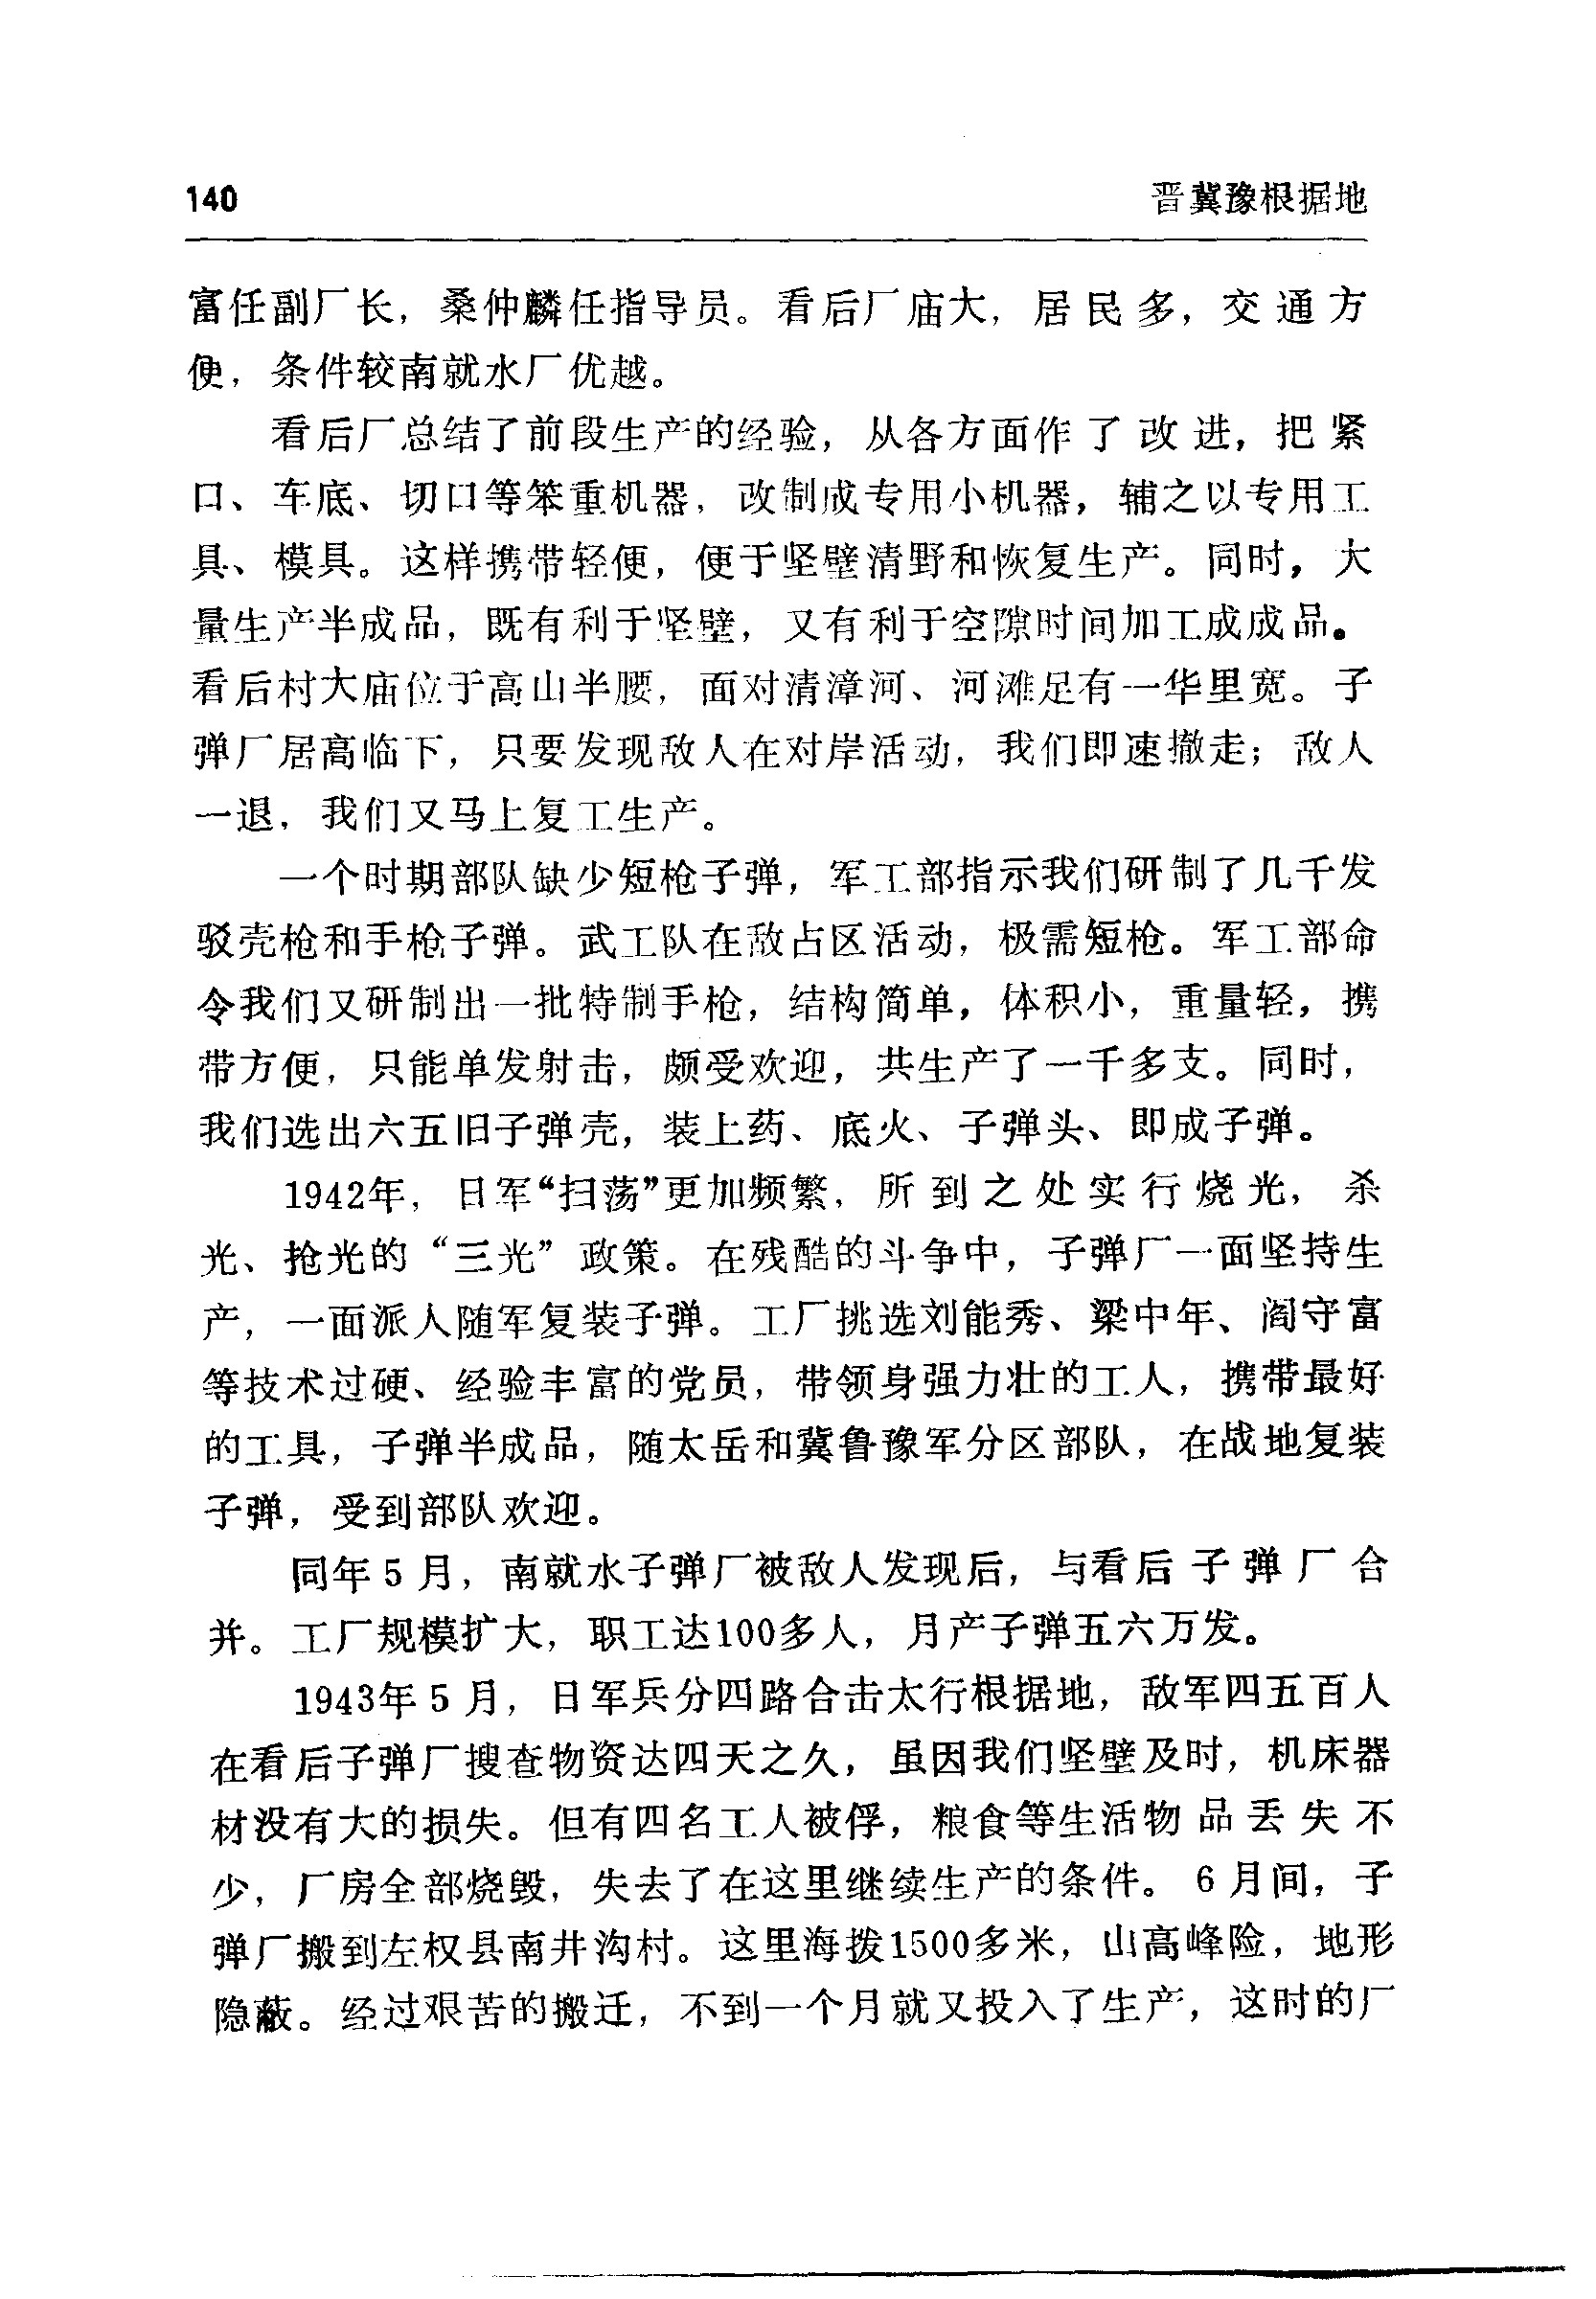 140
晋冀豫根据地
富任副厂长，桑仲麟任指导员。看后厂庙大，居民多，交通方
便，条件较南就水厂优越。
看后厂总结了前段生产的经验，从各方面作了改进，把紧
口、车底、切口等笨重机器，改制成专用小机器，辅之以专用工
具、模具。这样携带轻便，便于坚壁清野和恢复生产。同时，大
量生产半成品，既有利于坚壁，又有利于空隙时间加工成成品。
看后村大庙位于高山半腰，面对清漳河、河滩足有一华里宽。子
弹厂居高临下，只要发现敌人在对岸活动，我们即速撤走；敌人
一退，我们又马上复工生产。
一个时期部队缺少短枪子弹，军工部指示我们研制了几千发
驳壳枪和手枪子弹。武工队在敌占区活动，极需短枪。军工部命
令我们又研制出一批特制手枪，结构简单，体积小，重量轻，携
带方便，只能单发射击，颇受欢迎，共生产了一千多支。同时，
我们选出六五旧子弹壳，装上药、底火、子弹头、即成子弹。
1942年，日军“扫荡”更加频繁，所到之处实行烧光，杀
光、抢光的“三光”政策。在残酷的斗争中，子弹厂一面坚持生
产，一面派人随军复装子弹。工厂挑选刘能秀、梁中年、阎守富
等技术过硬、经验丰富的党员，带领身强力壮的工人，携带最好
的工具，子弹半成品，随太岳和冀鲁豫军分区部队，在战地复装
子弹，受到部队欢迎。
同年5月，南就水子弹厂被敌人发现后，与看后子弹厂合
并。工厂规模扩大，职工达100多人，月产子弹五六万发。
1943年5月，日军兵分四路合击太行根据地，敌军四五百人
在看后子弹厂搜查物资达四天之久，虽因我们坚壁及时，机床器
材没有大的损失。但有四名工人被俘，粮食等生活物品丢失不
少，厂房全部烧毁，失去了在这里继续生产的条件。6月间，子
弹厂搬到左权县南井沟村。这里海拨1500多米，山高峰险，地形
隐蔽。经过艰苦的搬迁，不到一个月就又投入了生产，这时的厂